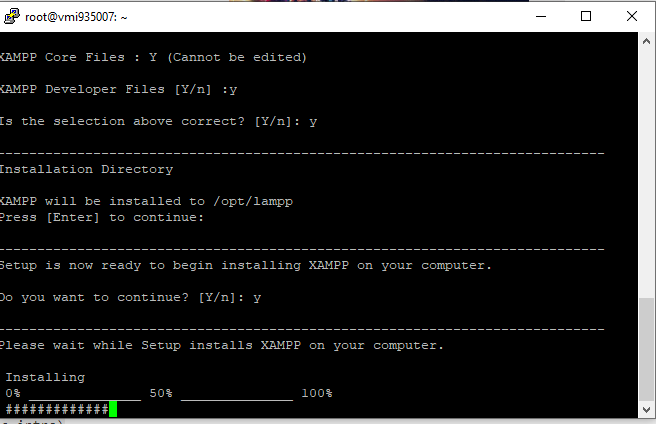 root@vmi935007: ~
XAMPP Core Files : Y (Cannot be edited)
XAMPP Developer Files [Y/n] :y
Is the selection above correct? [Y/n]: y
----------------------------------------------------------------------------
Installation Directory
XAMPP will be installed to /opt/lampp
Press [Enter] to continue:
----------------------------------------------------------------------------
Setup is now ready to begin installing XAMPP on your computer.
Do you want to continue? [Y/n]: y
----------------------------------------------------------------------------
Please wait while Setup installs XAMPP on your computer.
Installing
0% ______________ 50% ______________ 100%
#############